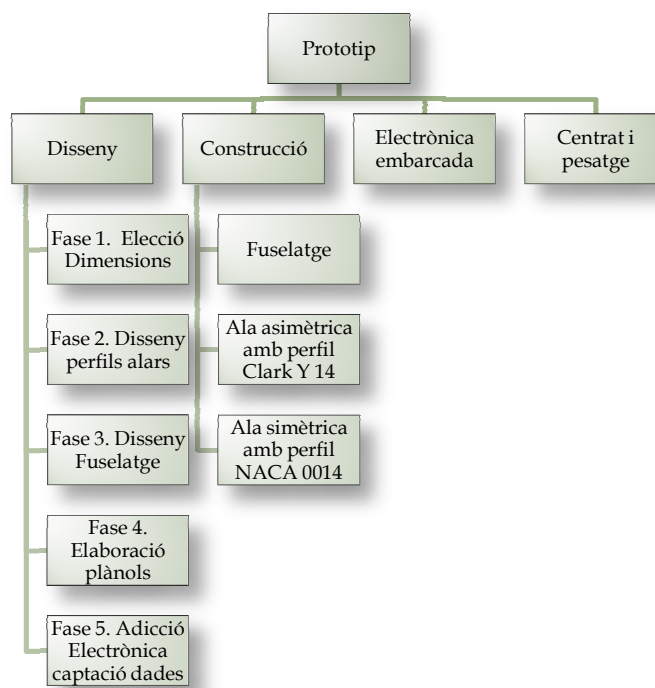 Prototip
Disseny
Construcció
Electrònica
embarcada
Centrat i
pesatge
Fase 1.  Elecció
Dimensions
Fase 2. Disseny
perfils alars
Fase 3. Disseny
Fuselatge
Fase 4.
Elaboració
plànols
Fase 5. Adicció
Electrònica
captació dades
Fuselatge
Ala asimètrica
amb perfil
Clark Y 14
Ala simètrica
amb perfil
NACA 0014